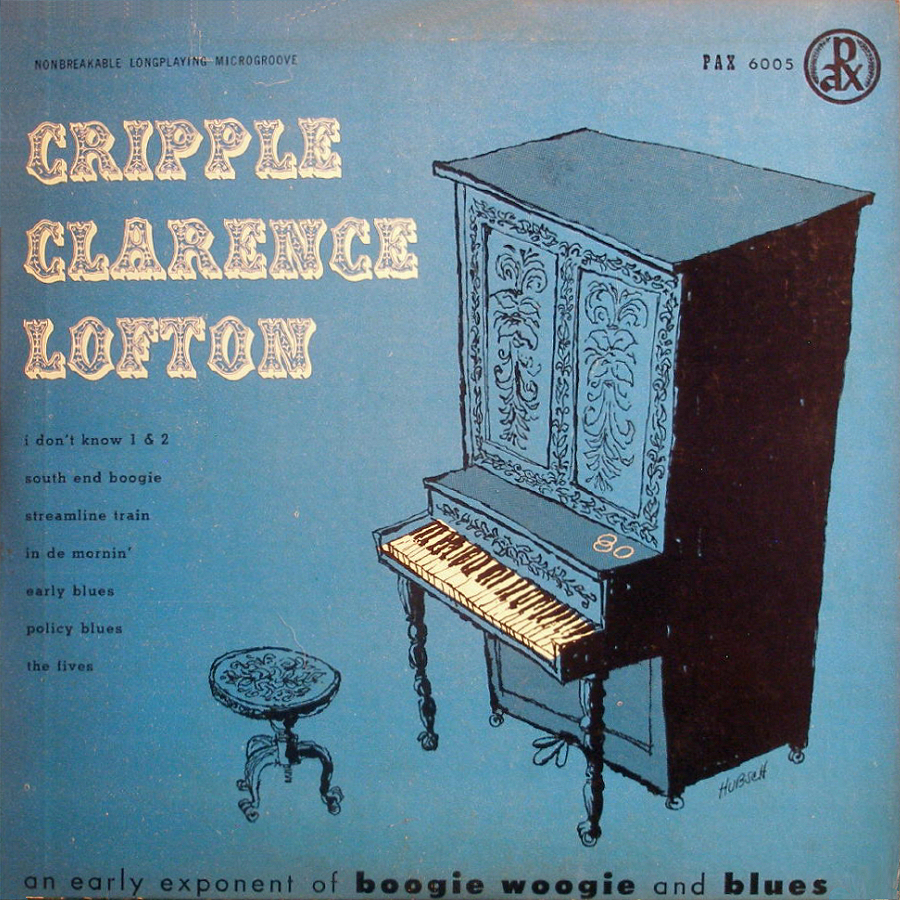 NONBREAKABLE LONGPLAYING MICROGROOVE
PAX 6005
pax
CRIPPLE
CLARENCE
LOFTON
i don't know 1 & 2
south end boogie
streamline train
in de mornin'
early blues
policy blues
the fives
80
HUBSCH
an early exponent of boogie woogie and blues